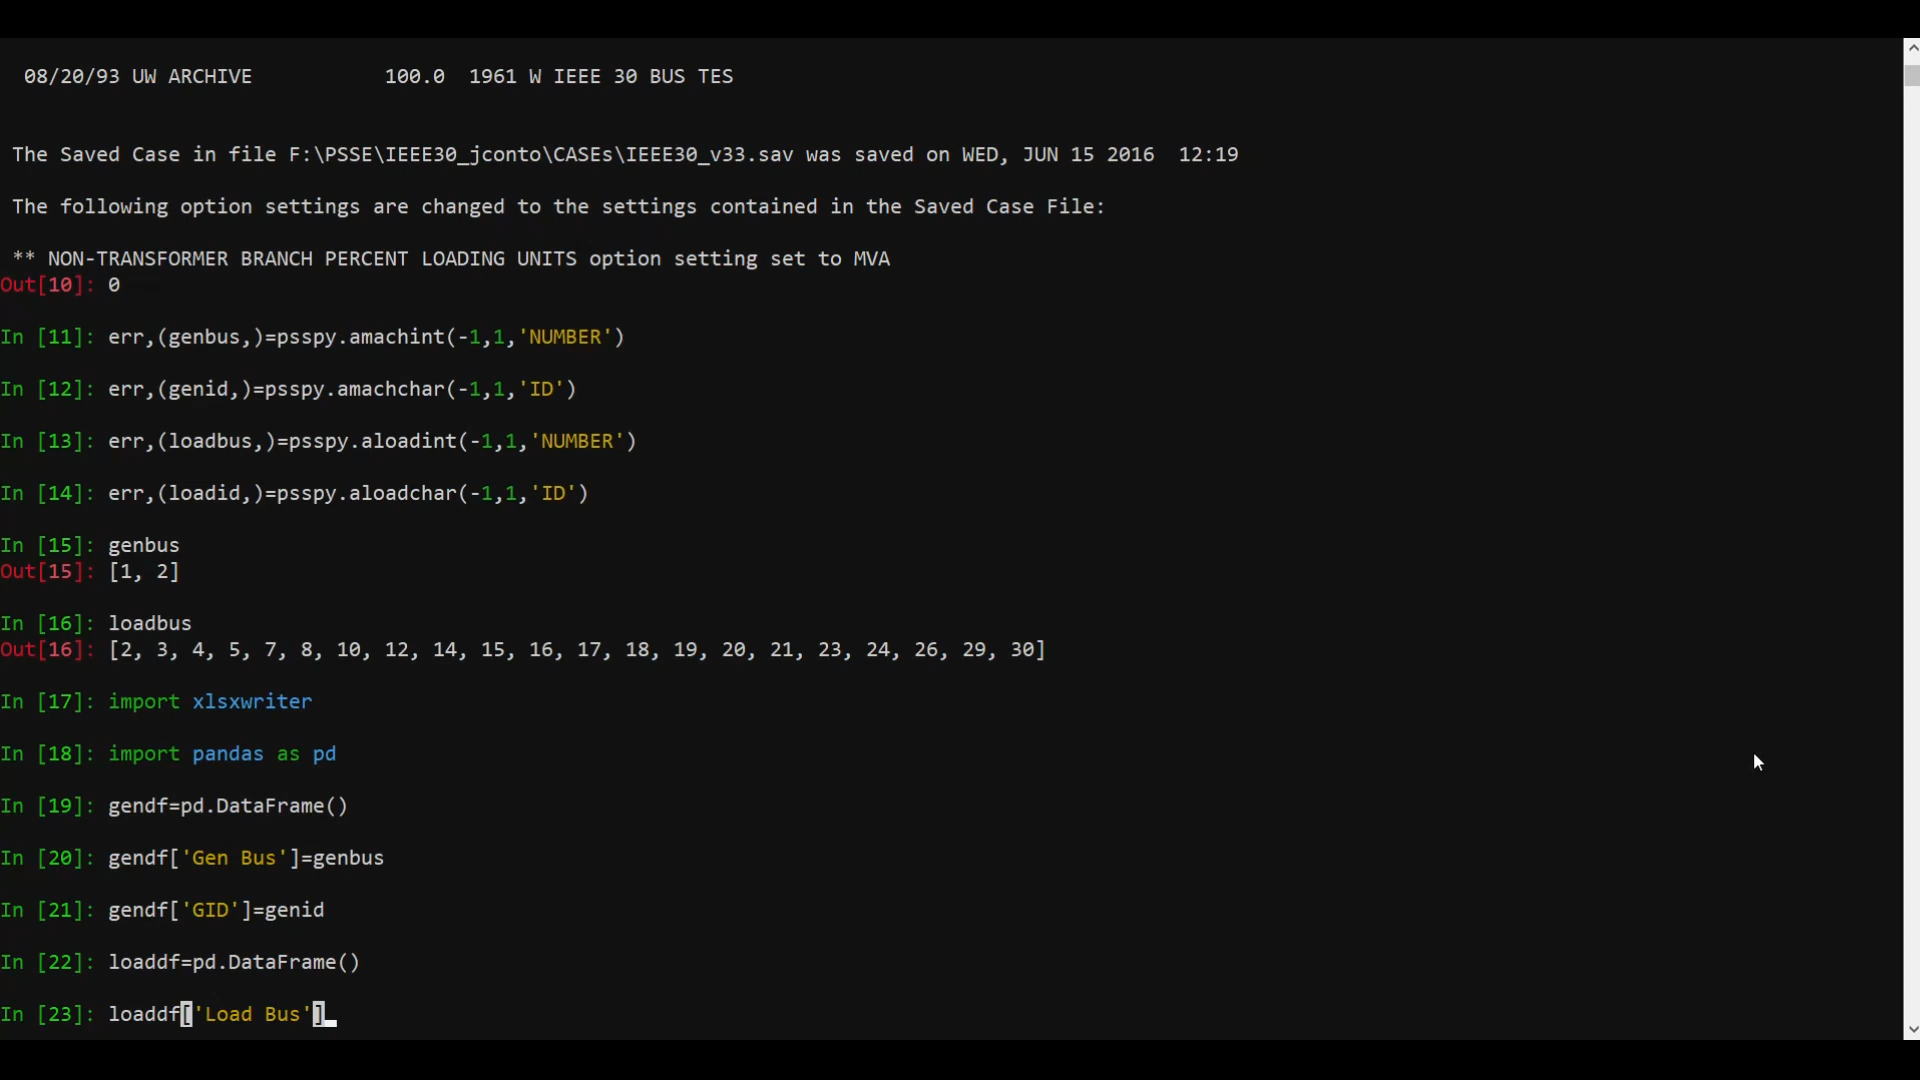 08/20/93 UW ARCHIVE           100.0  1961 W IEEE 30 BUS TES
The Saved Case in file F:\PSSE\IEEE30_jconto\CASEs\IEEE30_v33.sav was saved on WED, JUN 15 2016  12:19
The following option settings are changed to the settings contained in the Saved Case File:
** NON-TRANSFORMER BRANCH PERCENT LOADING UNITS option setting set to MVA
Out[10]: 0
In [11]: err,(genbus,)=psspy.amachint(-1,1,'NUMBER')
In [12]: err,(genid,)=psspy.amachchar(-1,1,'ID')
In [13]: err,(loadbus,)=psspy.aloadint(-1,1,'NUMBER')
In [14]: err,(loadid,)=psspy.aloadchar(-1,1,'ID')
In [15]: genbus
Out[15]: [1, 2]
In [16]: loadbus
Out[16]: [2, 3, 4, 5, 7, 8, 10, 12, 14, 15, 16, 17, 18, 19, 20, 21, 23, 24, 26, 29, 30]
In [17]: import xlsxwriter
In [18]: import pandas as pd
In [19]: gendf=pd.DataFrame()
In [20]: gendf['Gen Bus']=genbus
In [21]: gendf['GID']=genid
In [22]: loaddf=pd.DataFrame()
In [23]: loaddf['Load Bus']